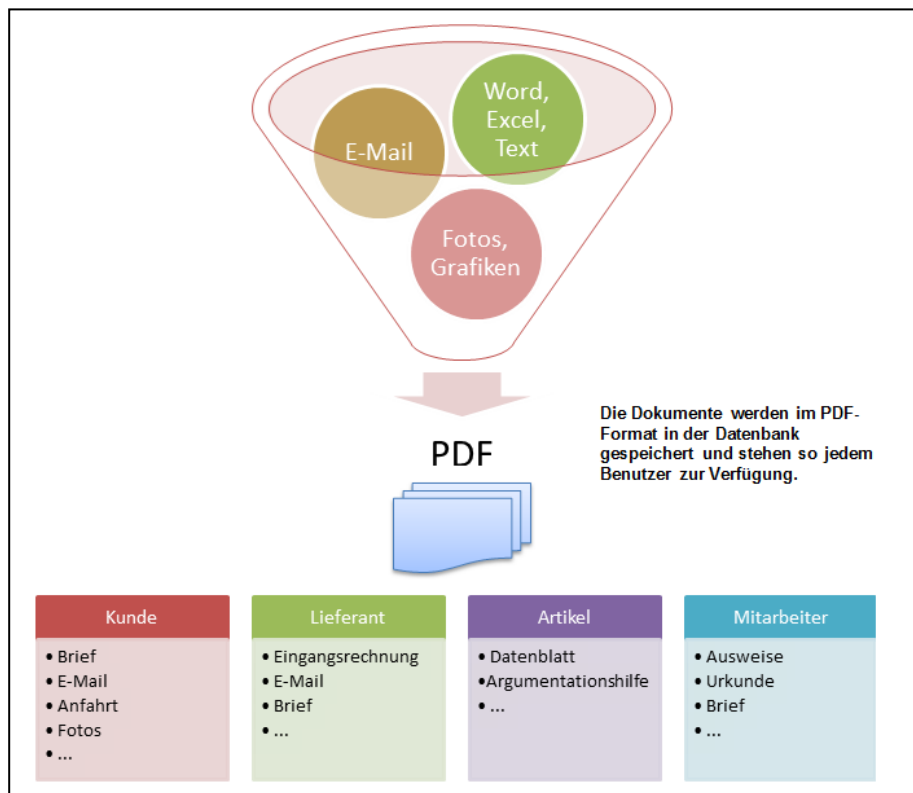 Word,
Excel,
Text
E-Mail
Fotos,
Grafiken
PDF
Die Dokumente werden im PDF-
Format in der Datenbank
gespeichert und stehen so jedem
Benutzer zur Verfügung.
Kunde
• Brief
• E-Mail
• Anfahrt
• Fotos
• ...
Lieferant
• Eingangsrechnung
• E-Mail
• Brief
• ...
Artikel
• Datenblatt
•Argumentationshilfe
• ...
Mitarbeiter
• Ausweise
• Urkunde
• Brief
• ...